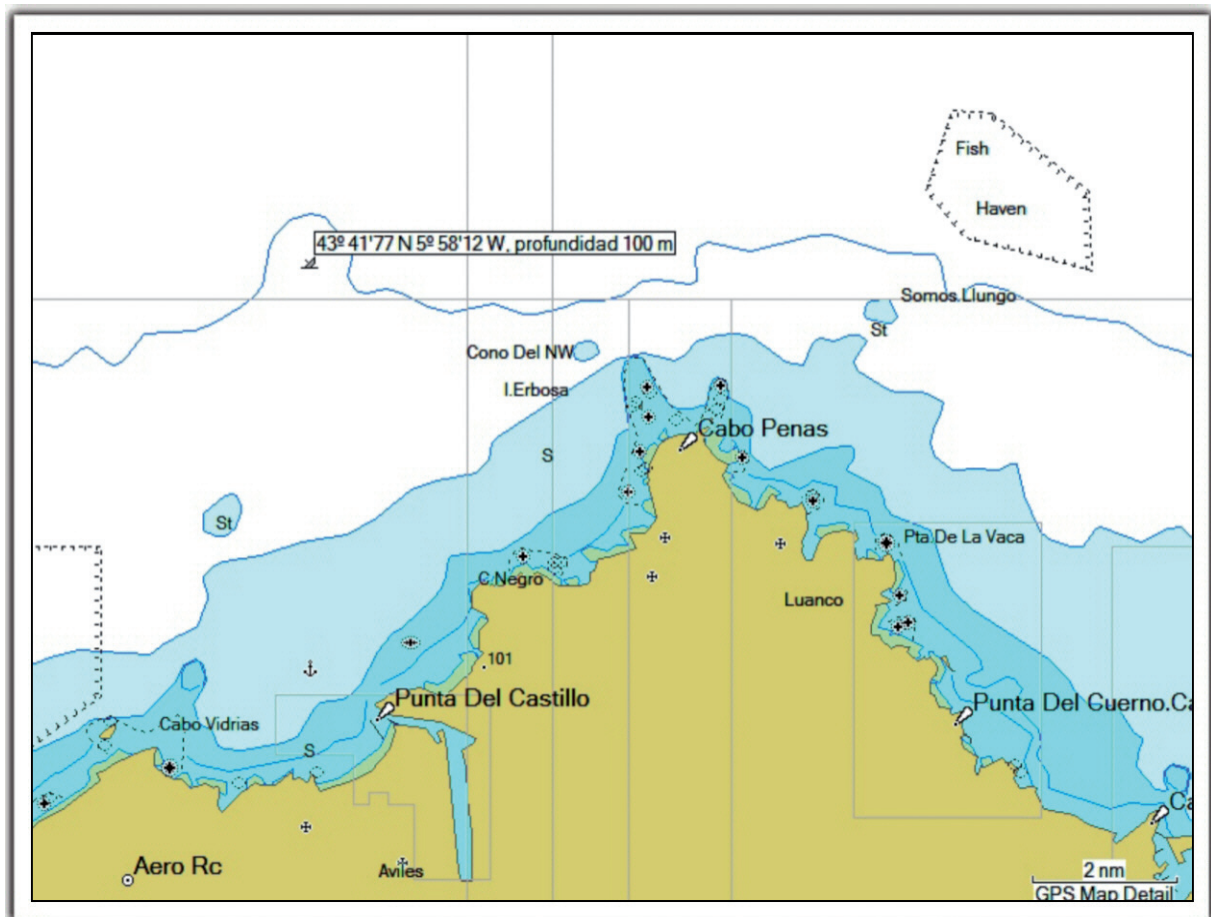 Fish
Haven
43º 41'77 N 5º 58'12 W, profundidad 100 m
Somos.Llungo
St
Cono Del NW
I.Erbosa
Cabo Penas
S
St
Pta.De La Vaca
C.Negro
Luanco
101
Punta Del Castillo
Punta Del Cuerno.Ca
Cabo Vidrias
S
Ca
Aero Rc
Aviles
2 nm
GPS Map Detail